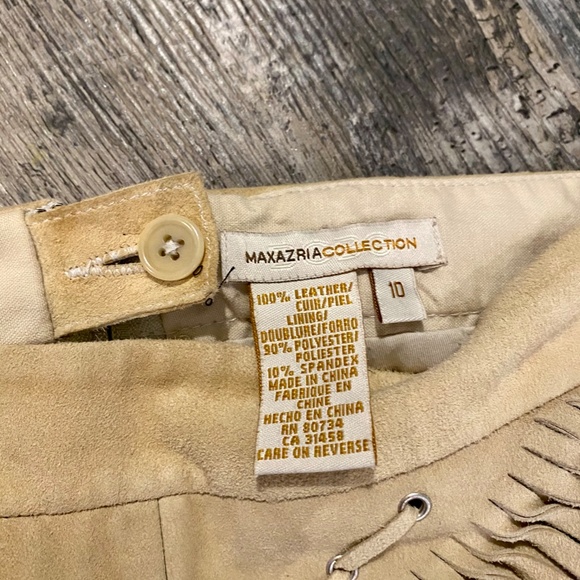 MAXAZRIACOLLECTION
10
100% LEATHER/
CUIR/PIEL
LINING/
DOUBLURE/FORRO
90% POLYESTER/
POLIESTER
10% SPANDEX
MADE IN CHINA
FABRIQUE EN
CHINE
HECHO EN CHINA
RN 80734
CA 31458
CARE ON REVERSE